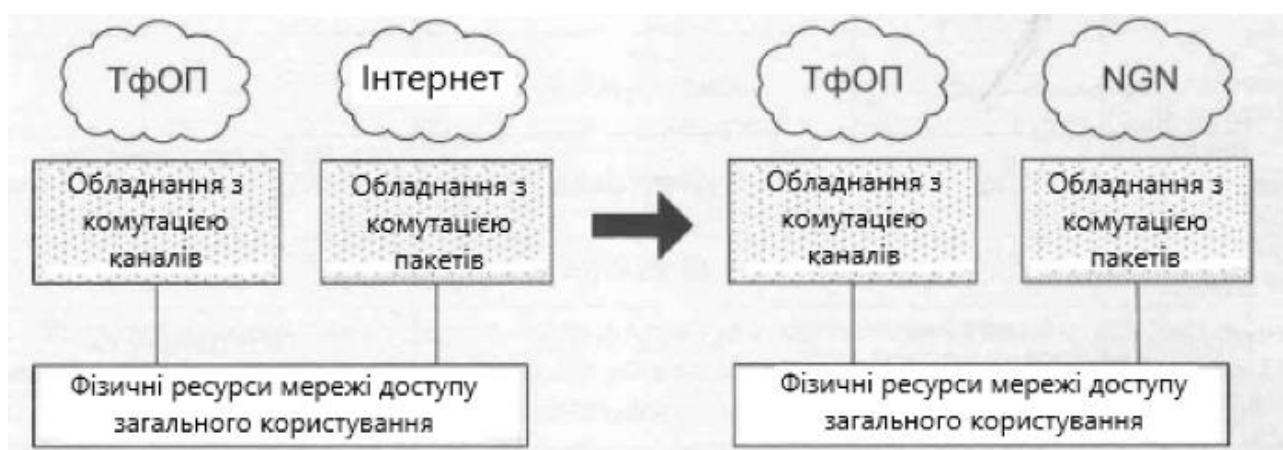 ТфОП
Інтернет
ТфОП
NGN
Обладнання з
комутацією
каналів
Обладнання з
комутацією
пакетів
Обладнання з
комутацією
каналів
Обладнання з
комутацією
пакетів
Фізичні ресурси мережі доступу
загального користування
Фізичні ресурси мережі доступу
загального користування